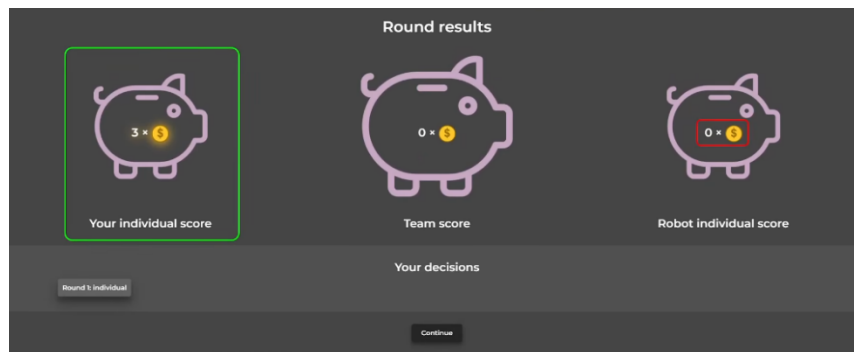 Round results
3 × $
0 × $
0 × $
Your individual score
Team score
Robot individual score
Your decisions
Round 1: individual
Continue